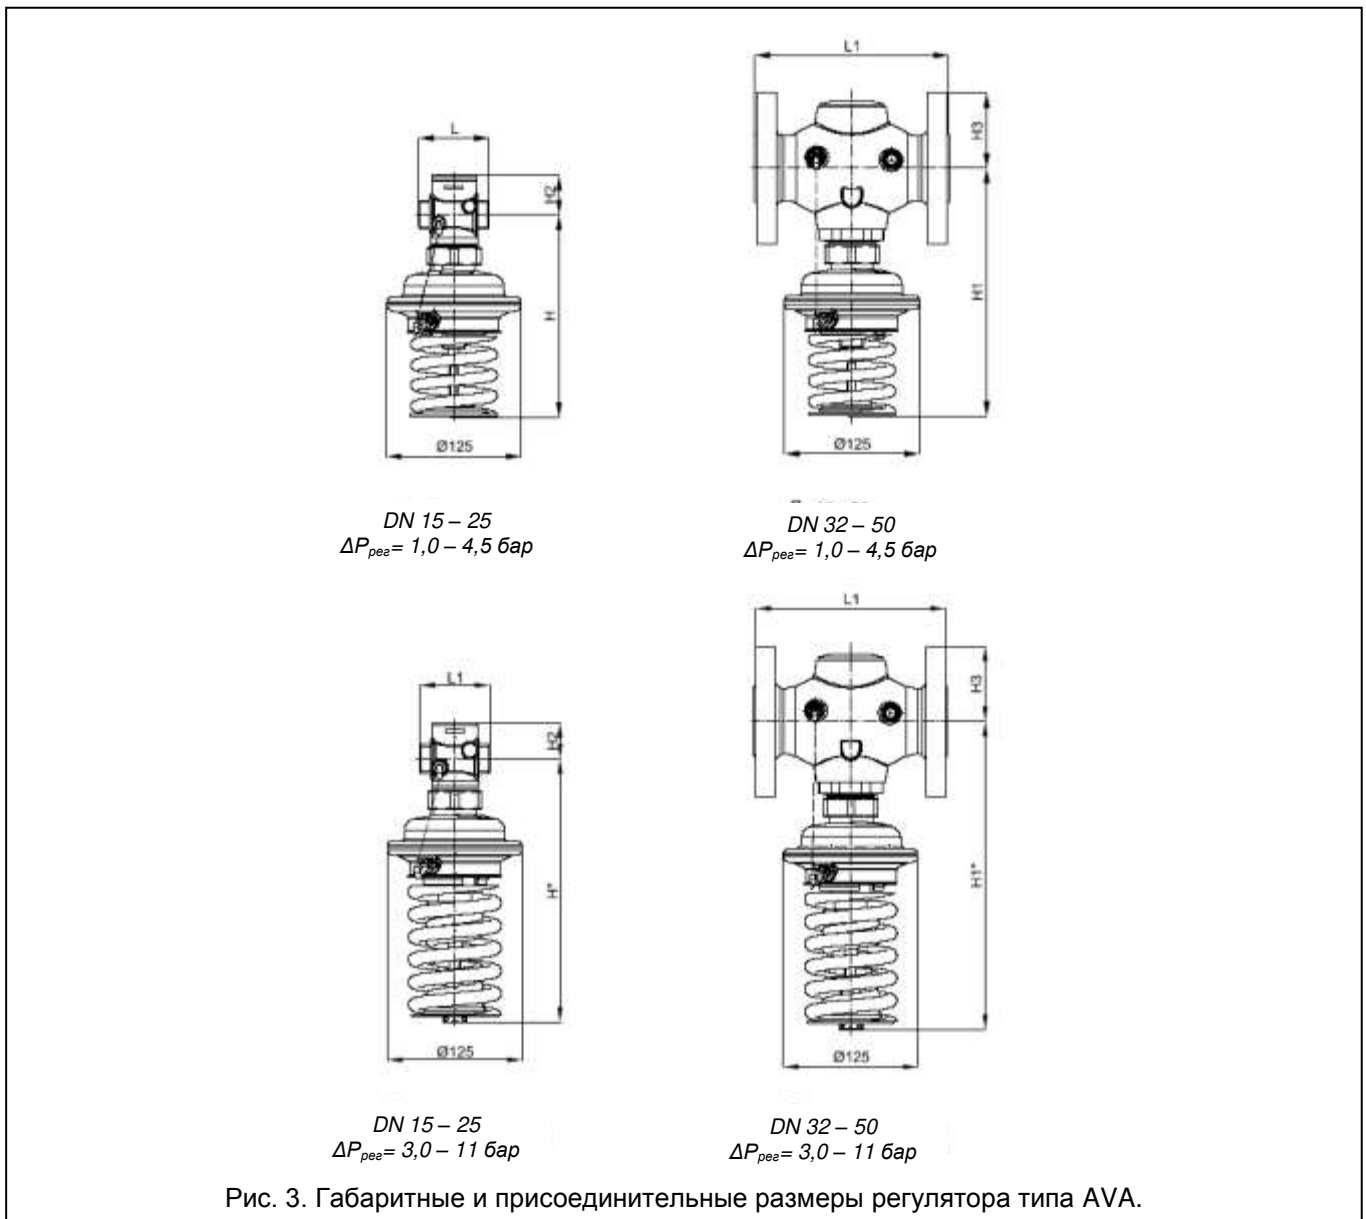 L1
H3
L
H2
H
H1
Ø125
Ø125
DN 15 – 25
ΔPрег= 1,0 – 4,5 бар
DN 32 – 50
ΔPрег= 1,0 – 4,5 бар
L1
H3
L1
H2
H*
H1*
Ø125
Ø125
DN 15 – 25
ΔPрег= 3,0 – 11 бар
DN 32 – 50
ΔPрег= 3,0 – 11 бар
Рис. 3. Габаритные и присоединительные размеры регулятора типа AVA.